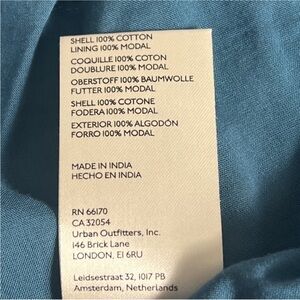 SHELL 100% COTTON
LINING 100% MODAL
COQUILLE 100% COTON
DOUBLURE 100% MODAL
OBERSTOFF 100% BAUMWOLLE
FUTTER 100% MODAL
SHELL 100% COTONE
FODERA 100% MODAL
EXTERIOR 100% ALGODÓN
FORRO 100% MODAL
MADE IN INDIA
HECHO EN INDIA
RN 66170
CA 32054
Urban Outfitters, Inc.
146 Brick Lane
LONDON, E1 6RU
Leidsestraat 32, 1017 PB
Amsterdam, Netherlands